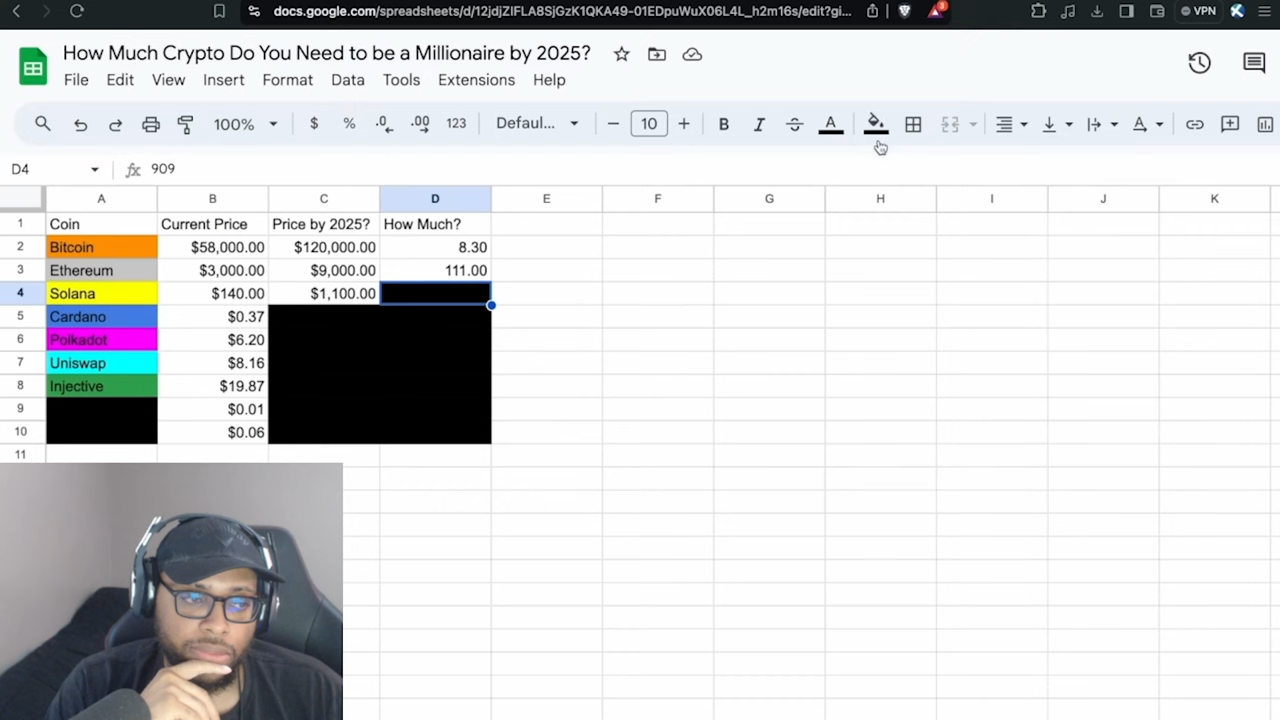 docs.google.com/spreadsheets/d/12jdjZIFLA8SjGzK1QKA49-01EDpuWuX06L4L_h2m16s/edit?gi...
3
VPN
How Much Crypto Do You Need to be a Millionaire by 2025?
File Edit View Insert Format Data Tools Extensions Help
100% $ % .0 .00 123 Defaul... 10 B I A
D4 fx 909
A B C D E F G H I J K
1 Coin Current Price Price by 2025? How Much?
2 Bitcoin $58,000.00 $120,000.00 8.30
3 Ethereum $3,000.00 $9,000.00 111.00
4 Solana $140.00 $1,100.00
5 Cardano $0.37
6 Polkadot $6.20
7 Uniswap $8.16
8 Injective $19.87
9 $0.01
10 $0.06
11